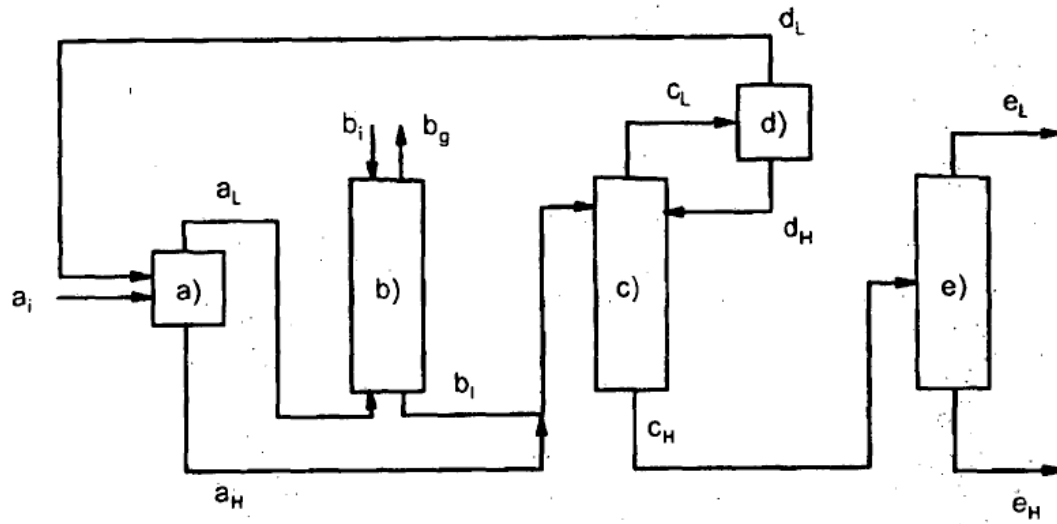 d_L
c_L
d)
e_L
b_i b_g
a_L
d_H
a_i
a)
b)
c)
e)
b_l
c_H
a_H
e_H